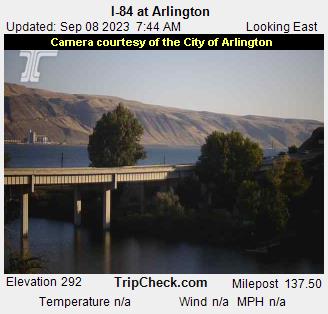 I-84 at Arlington
Updated: Sep 08 2023 7:44 AM Looking East
Camera courtesy of the City of Arlington
Elevation 292 TripCheck.com Milepost 137.50
Temperature n/a Wind n/a MPH n/a